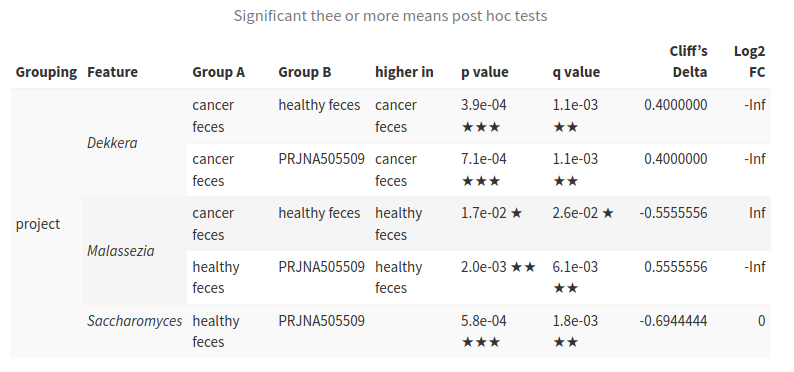 Significant thee or more means post hoc tests
Cliff's Log2
Grouping Feature Group A Group B higher in p value q value Delta FC
cancer healthy feces cancer 3.9e-04 1.1e-03 0.4000000 -Inf
feces feces ★★★ ★★
Dekkera
cancer PRJNA505509 cancer 7.1e-04 1.1e-03 0.4000000 -Inf
feces feces ★★★ ★★
project
cancer healthy feces healthy 1.7e-02 ★ 2.6e-02 ★ -0.5555556 Inf
feces feces
Malassezia
healthy PRJNA505509 healthy 2.0e-03 ★★ 6.1e-03 0.5555556 -Inf
feces feces ★★
Saccharomyces healthy PRJNA505509 5.8e-04 1.8e-03 -0.6944444 0
feces ★★★ ★★